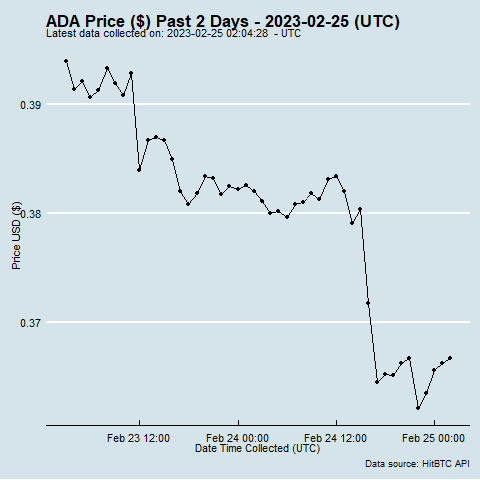 ADA Price ($) Past 2 Days - 2023-02-25 (UTC)
Latest data collected on: 2023-02-25 02:04:28 - UTC
0.39
0.38
0.37
Price USD ($)
Feb 23 12:00
Feb 24 00:00
Feb 24 12:00
Feb 25 00:00
Date Time Collected (UTC)
Data source: HitBTC API